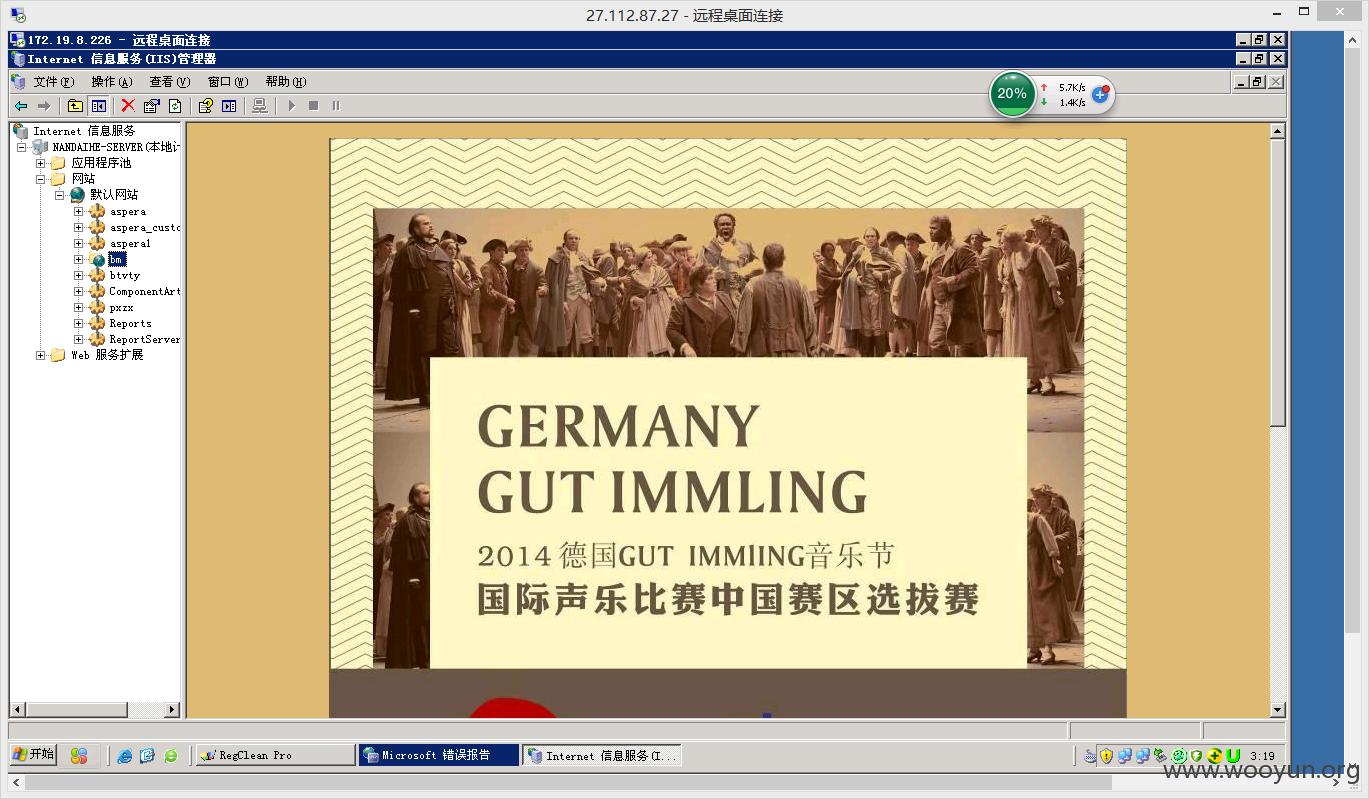 27.112.87.27 - 远程桌面连接
172.19.8.226 - 远程桌面连接
Internet 信息服务(IIS)管理器
文件(F) 操作(A) 查看(V) 窗口(W) 帮助(H)
20% 5.7K/s
1.4K/s
Internet 信息服务
NANDAIHE-SERVER(本地计
应用程序池
网站
默认网站
aspera
aspera_custo
aspera1
bm
btvty
ComponentArt
pxzx
Reports
ReportServer
Web 服务扩展
GERMANY
GUT IMMLING
2014德国GUT IMMlING音乐节
国际声乐比赛中国赛区选拔赛
开始 RegClean Pro Microsoft 错误报告 Internet 信息服务(I... 3:19
www.wooyun.org